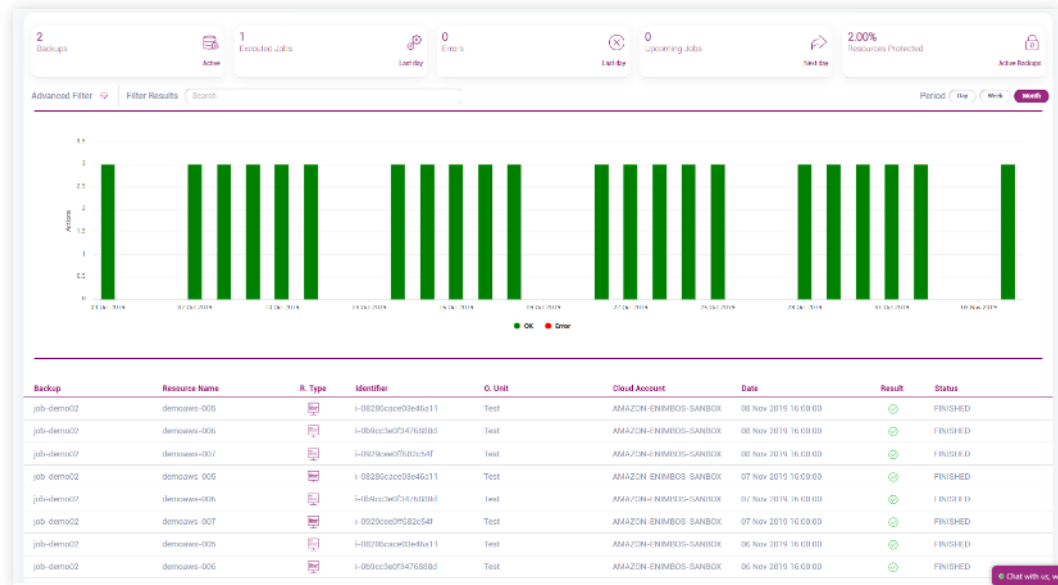 2
Backups
Active
1
Executed Jobs
Last day
0
Errors
Last day
0
Upcoming Jobs
Next day
2.00%
Resources Protected
Active Backups
Advanced Filter
Filter Results
Search
Period
Day
Week
Month
3.5
3
2.5
2
1.5
1
0.5
0
Actions
OK
Error
Backup Resource Name R. Type Identifier O. Unit Cloud Account Date Result Status
job-demo02 demoaws-005 Test AMAZON-ENIMBOS-SANBOX 08 Nov 2019 16:00:00 FINISHED
job-demo02 demoaws-006 Test AMAZON-ENIMBOS-SANBOX 08 Nov 2019 16:00:00 FINISHED
job-demo02 demoaws-007 Test AMAZON-ENIMBOS-SANBOX 08 Nov 2019 16:00:00 FINISHED
job-demo02 demoaws-005 Test AMAZON-ENIMBOS-SANBOX 07 Nov 2019 16:00:00 FINISHED
job-demo02 demoaws-006 Test AMAZON-ENIMBOS-SANBOX 07 Nov 2019 16:00:00 FINISHED
job-demo02 demoaws-007 Test AMAZON-ENIMBOS-SANBOX 07 Nov 2019 16:00:00 FINISHED
job-demo02 demoaws-005 Test AMAZON-ENIMBOS-SANBOX 06 Nov 2019 16:00:00 FINISHED
job-demo02 demoaws-006 Test AMAZON-ENIMBOS-SANBOX 06 Nov 2019 16:00:00 FINISHED
Chat with us,